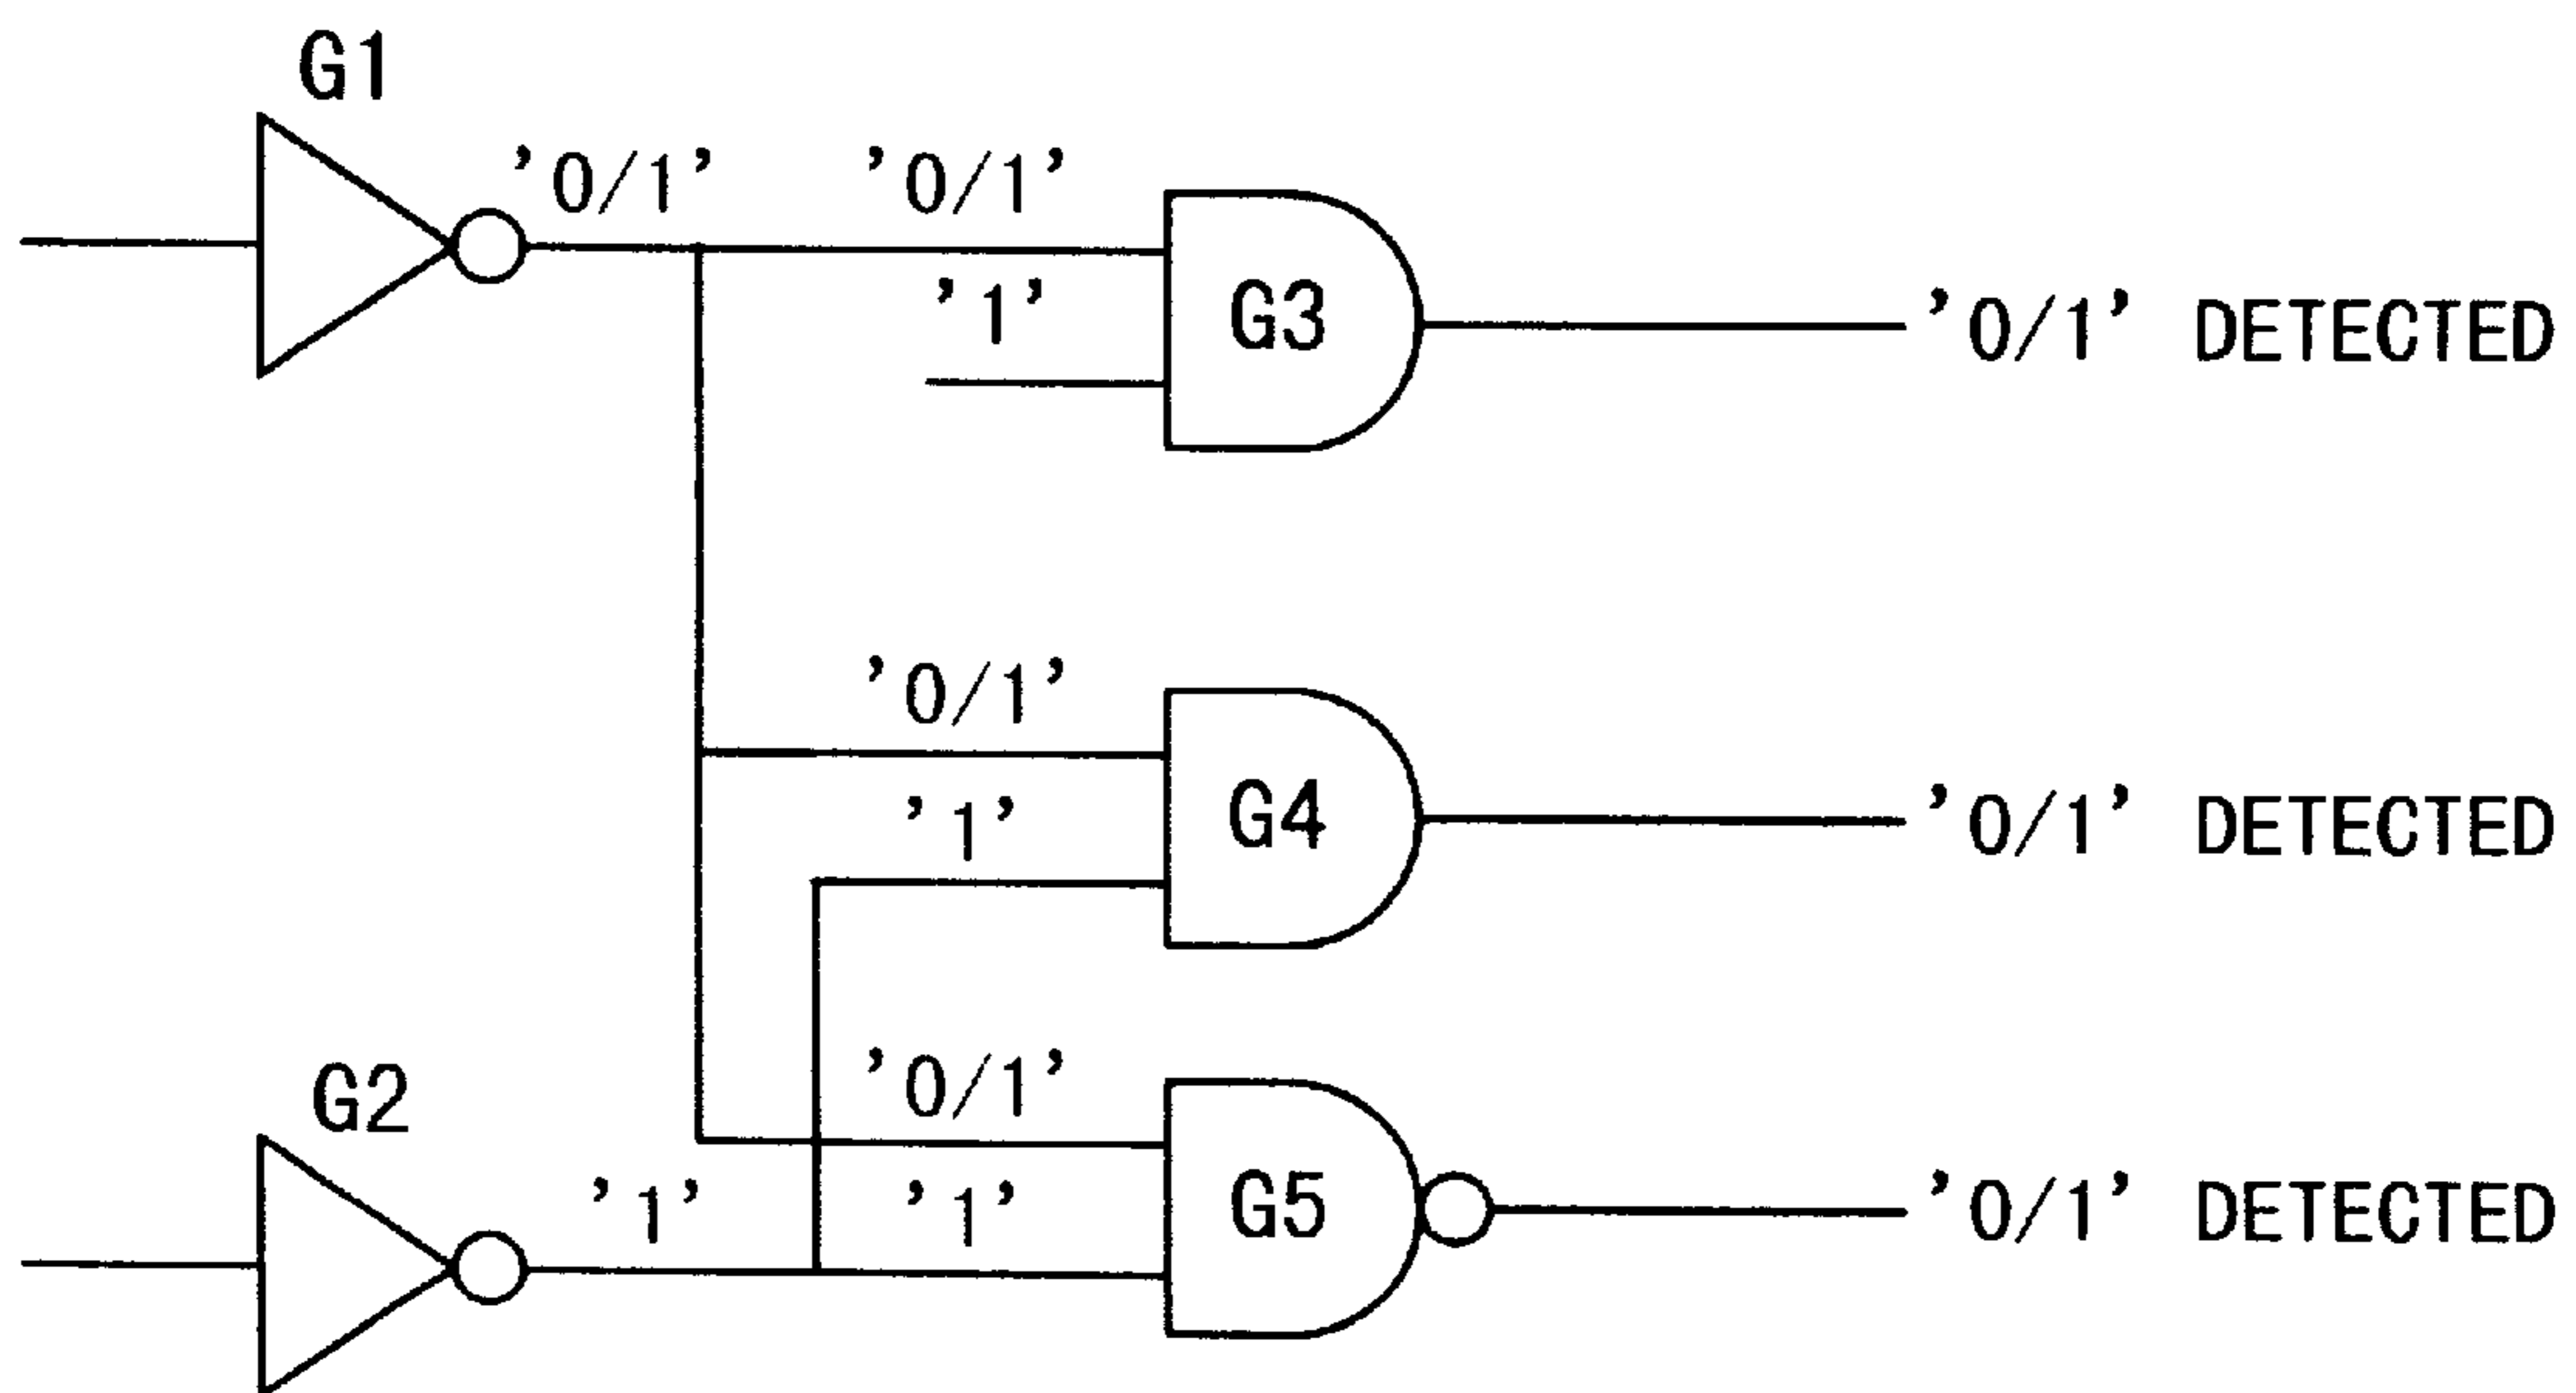 G1
'0/1' '0/1'
'1'
G3
'0/1' DETECTED
'0/1'
'1'
G4
'0/1' DETECTED
G2
'0/1'
'1' '1'
G5
'0/1' DETECTED